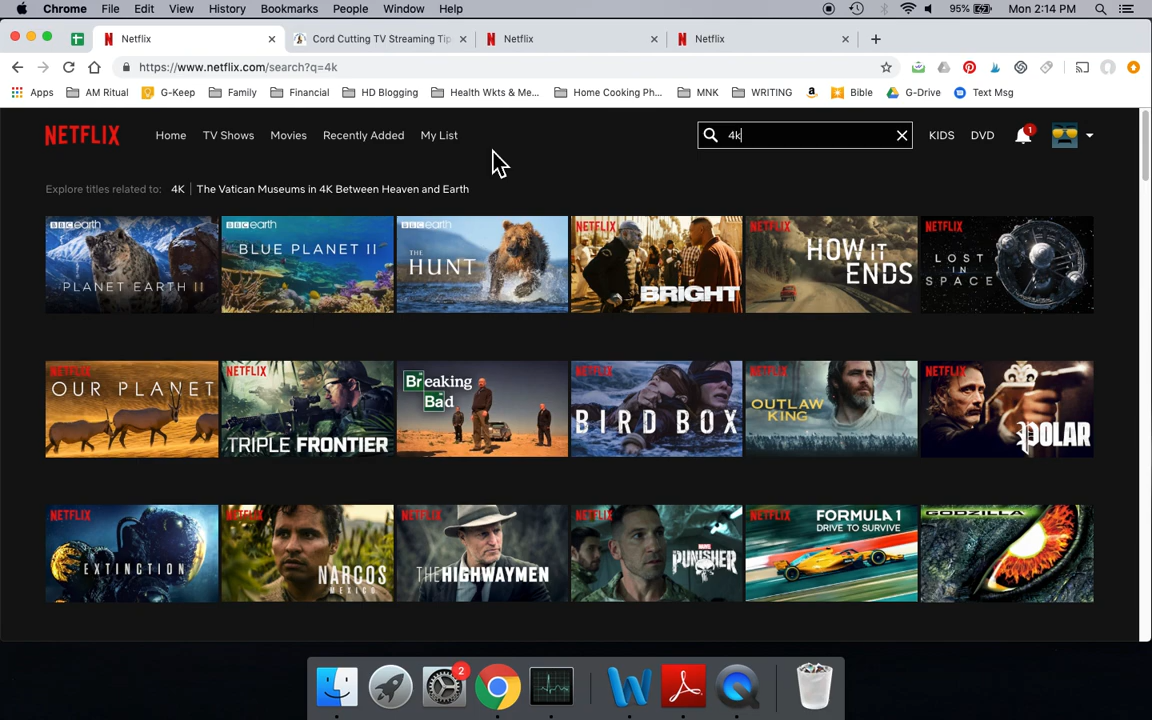 Chrome File Edit View History Bookmarks People Window Help 95% Mon 2:14 PM
Netflix Cord Cutting TV Streaming Tip Netflix Netflix
https://www.netflix.com/search?q=4k
Apps AM Ritual G-Keep Family Financial HD Blogging Health Wkts & Me... Home Cooking Ph... MNK WRITING Bible G-Drive Text Msg
NETFLIX Home TV Shows Movies Recently Added My List 4k KIDS DVD 1
Explore titles related to: 4K The Vatican Museums in 4K Between Heaven and Earth
BBC earth
PLANET EARTH II
BBC earth
BLUE PLANET II
BBC earth
THE
HUNT
NETFLIX
BRIGHT
NETFLIX
HOW IT
ENDS
NETFLIX
LOST
IN
SPACE
NETFLIX
OUR PLANET
NETFLIX
TRIPLE FRONTIER
Breaking
Bad
NETFLIX
BIRD BOX
NETFLIX
OUTLAW
KING
NETFLIX
POLAR
NETFLIX
EXTINCTION
NETFLIX
NARCOS
MEXICO
NETFLIX
THE HIGHWAYMEN
NETFLIX
MARVEL
PUNISHER
NETFLIX
FORMULA 1
DRIVE TO SURVIVE
GODZILLA
2